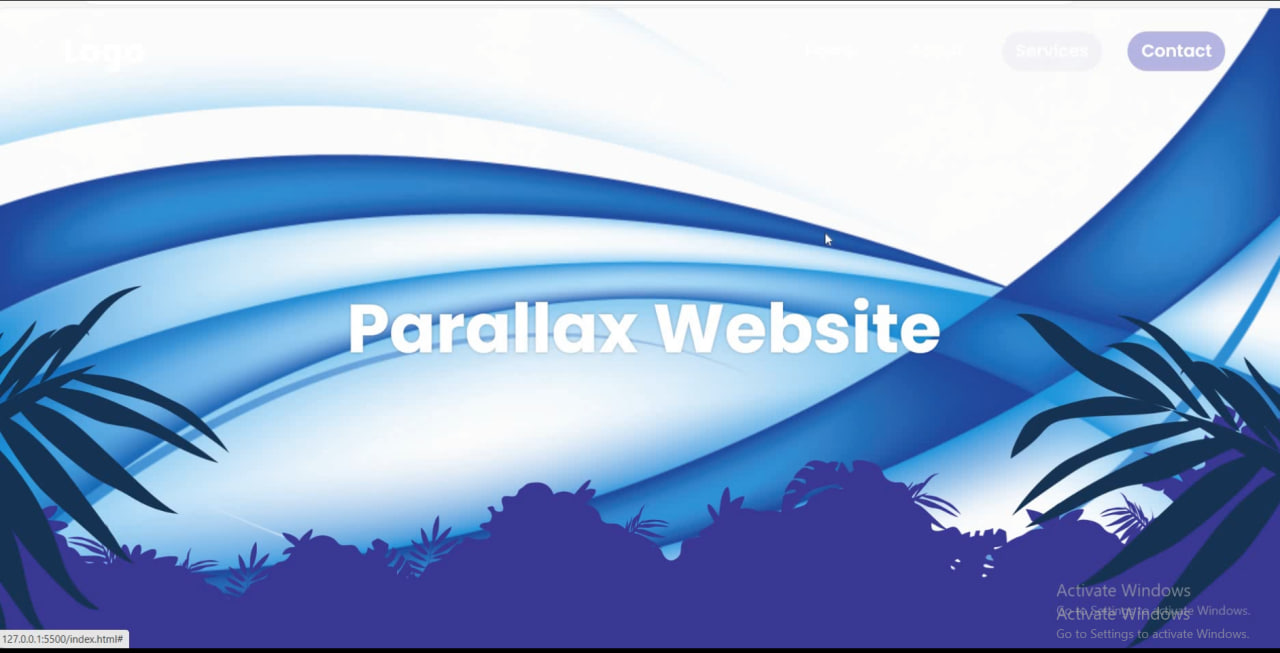 Logo
Home About Services Contact
Parallax Website
Activate Windows
Go to Settings to activate Windows.
Activate Windows
Go to Settings to activate Windows.
127.0.0.1:5500/index.html#